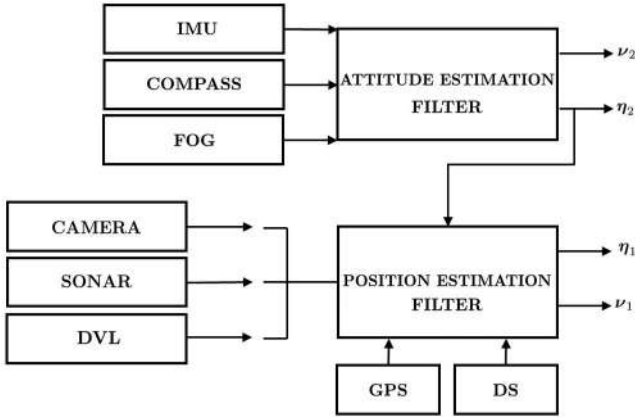 IMU
COMPASS
FOG
ATTITUDE ESTIMATION
FILTER
ν₂
η₂
CAMERA
SONAR
DVL
POSITION ESTIMATION
FILTER
η₁
ν₁
GPS
DS